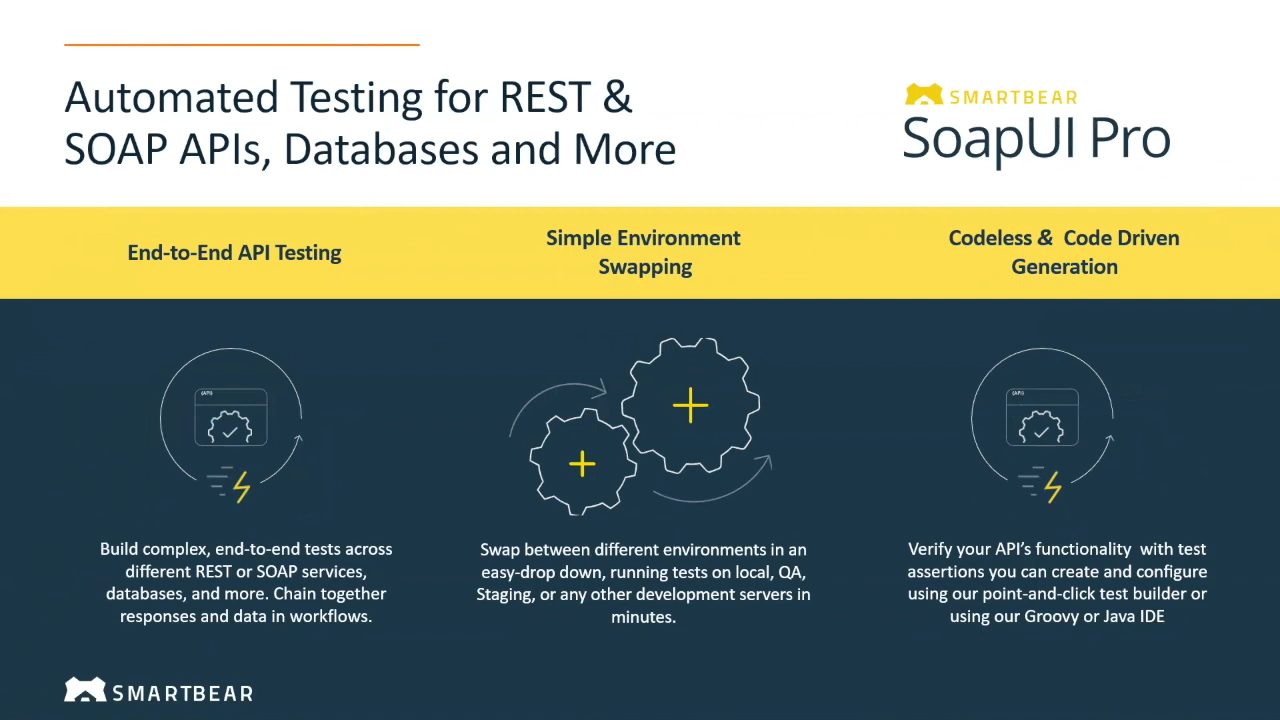 Automated Testing for REST &
SOAP APIs, Databases and More
SMARTBEAR
SoapUI Pro
End-to-End API Testing
Simple Environment
Swapping
Codeless & Code Driven
Generation
{API}
{API}
Build complex, end-to-end tests across
different REST or SOAP services,
databases, and more. Chain together
responses and data in workflows.
Swap between different environments in an
easy-drop down, running tests on local, QA,
Staging, or any other development servers in
minutes.
Verify your API's functionality  with test
assertions you can create and configure
using our point-and-click test builder or
using our Groovy or Java IDE
SMARTBEAR